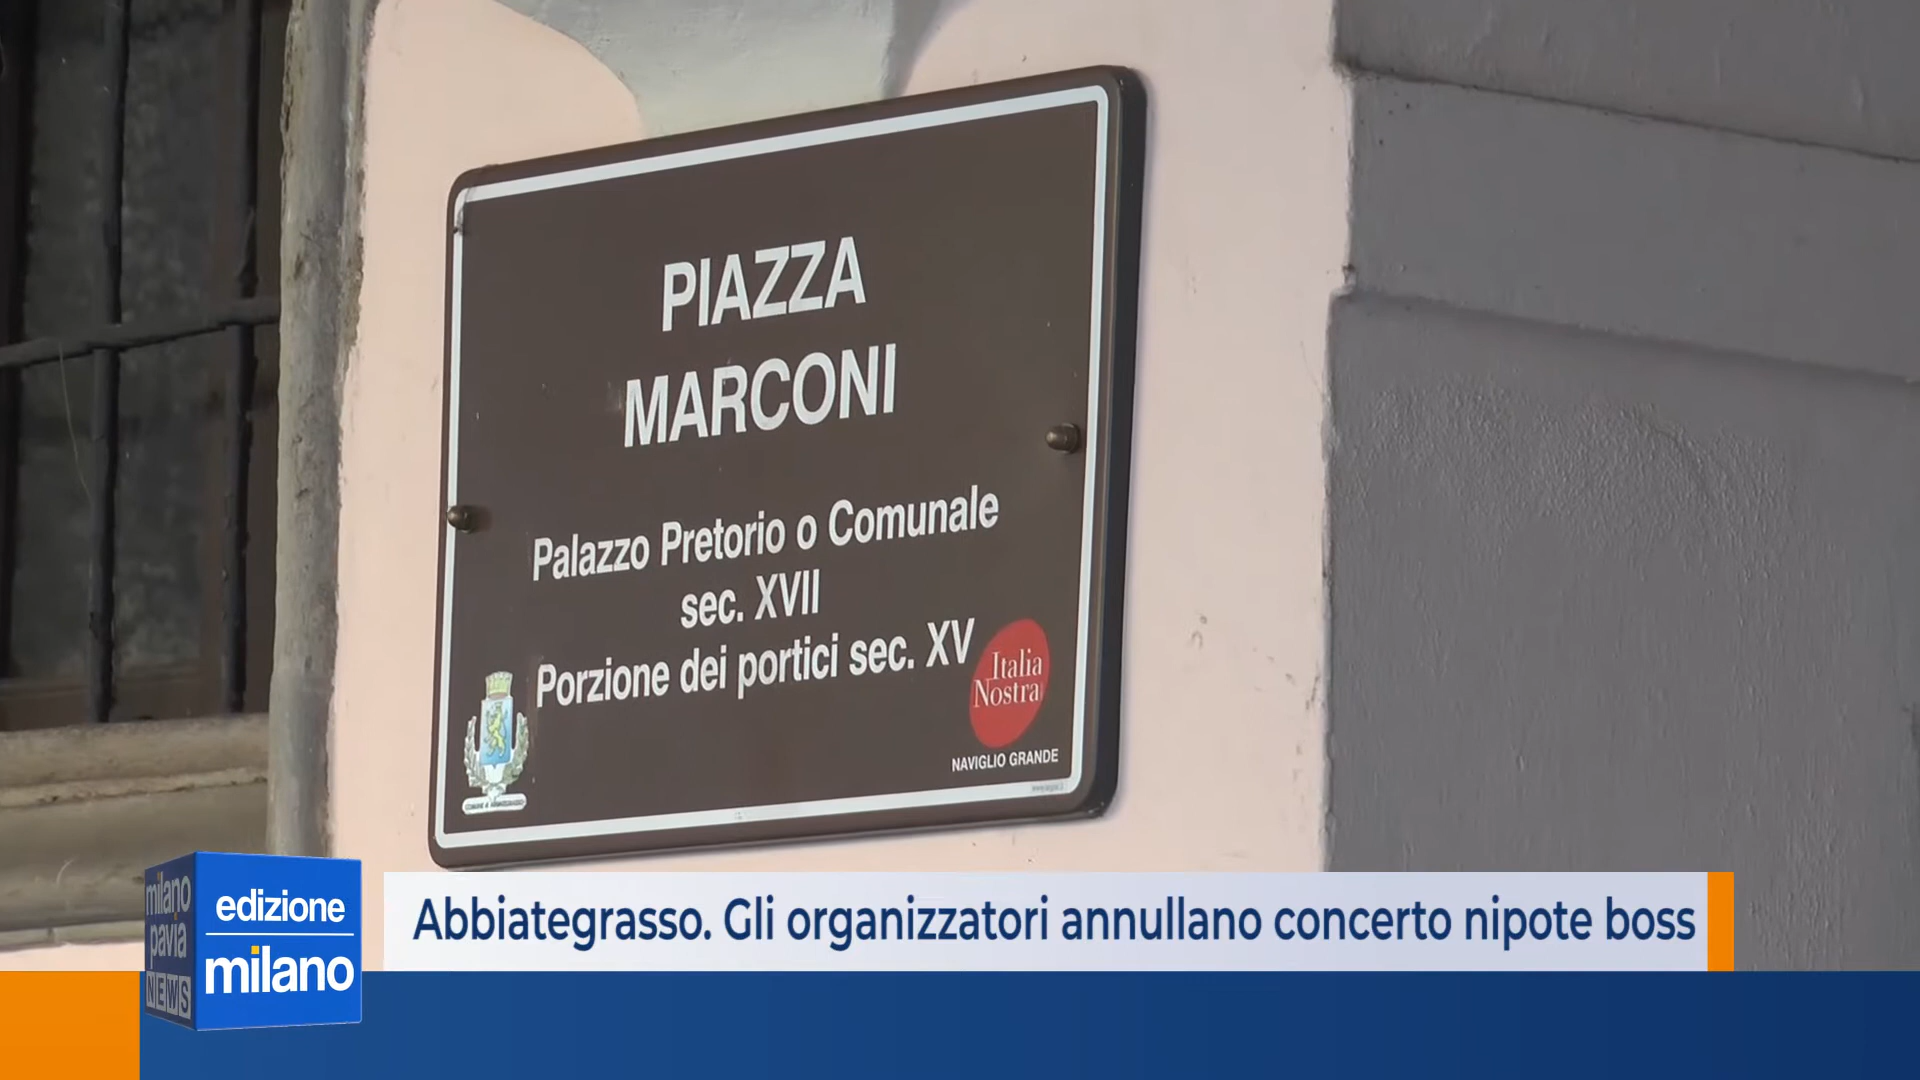 PIAZZA
MARCONI
Palazzo Pretorio o Comunale
sec. XVII
Porzione dei portici sec. XV
Italia
Nostra
NAVIGLIO GRANDE
milano
pavia
NEWS
edizione
milano
Abbiategrasso. Gli organizzatori annullano concerto nipote boss